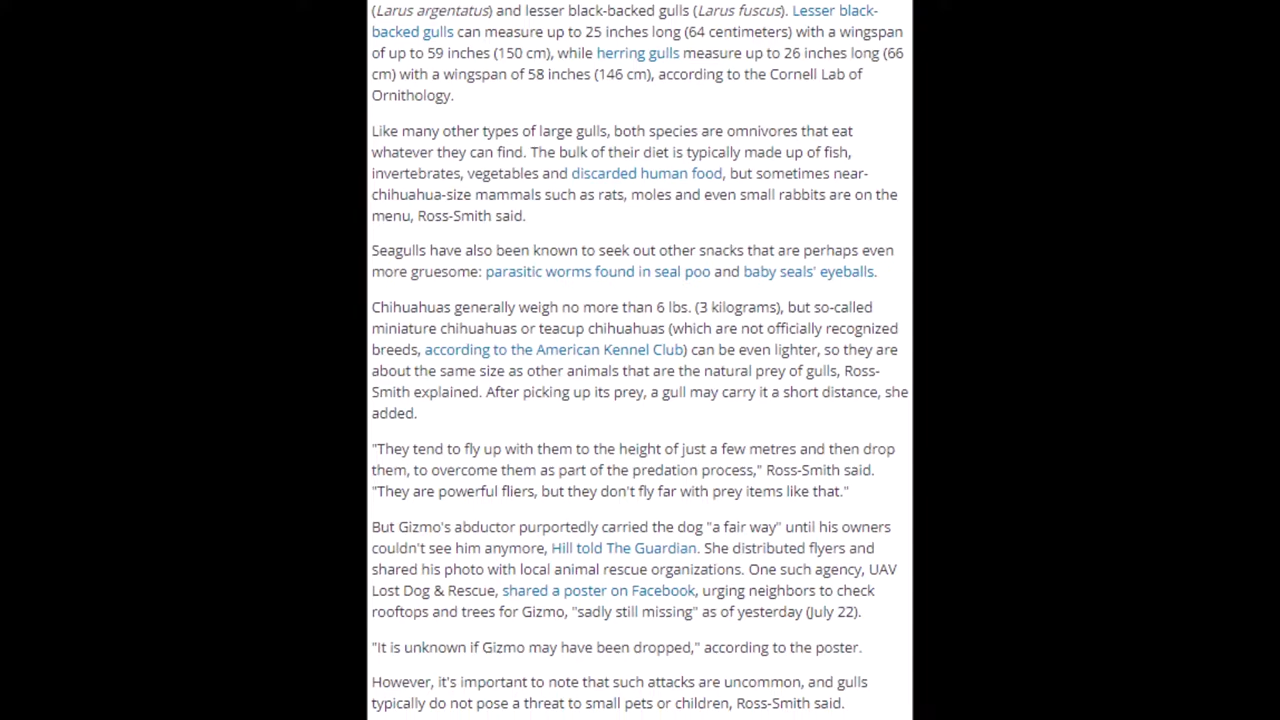 (Larus argentatus) and lesser black-backed gulls (Larus fuscus). Lesser black-
backed gulls can measure up to 25 inches long (64 centimeters) with a wingspan
of up to 59 inches (150 cm), while herring gulls measure up to 26 inches long (66
cm) with a wingspan of 58 inches (146 cm), according to the Cornell Lab of
Ornithology.
Like many other types of large gulls, both species are omnivores that eat
whatever they can find. The bulk of their diet is typically made up of fish,
invertebrates, vegetables and discarded human food, but sometimes near-
chihuahua-size mammals such as rats, moles and even small rabbits are on the
menu, Ross-Smith said.
Seagulls have also been known to seek out other snacks that are perhaps even
more gruesome: parasitic worms found in seal poo and baby seals' eyeballs.
Chihuahuas generally weigh no more than 6 lbs. (3 kilograms), but so-called
miniature chihuahuas or teacup chihuahuas (which are not officially recognized
breeds, according to the American Kennel Club) can be even lighter, so they are
about the same size as other animals that are the natural prey of gulls, Ross-
Smith explained. After picking up its prey, a gull may carry it a short distance, she
added.
"They tend to fly up with them to the height of just a few metres and then drop
them, to overcome them as part of the predation process," Ross-Smith said.
"They are powerful fliers, but they don't fly far with prey items like that."
But Gizmo's abductor purportedly carried the dog "a fair way" until his owners
couldn't see him anymore, Hill told The Guardian. She distributed flyers and
shared his photo with local animal rescue organizations. One such agency, UAV
Lost Dog & Rescue, shared a poster on Facebook, urging neighbors to check
rooftops and trees for Gizmo, "sadly still missing" as of yesterday (July 22).
"It is unknown if Gizmo may have been dropped," according to the poster.
However, it's important to note that such attacks are uncommon, and gulls
typically do not pose a threat to small pets or children, Ross-Smith said.